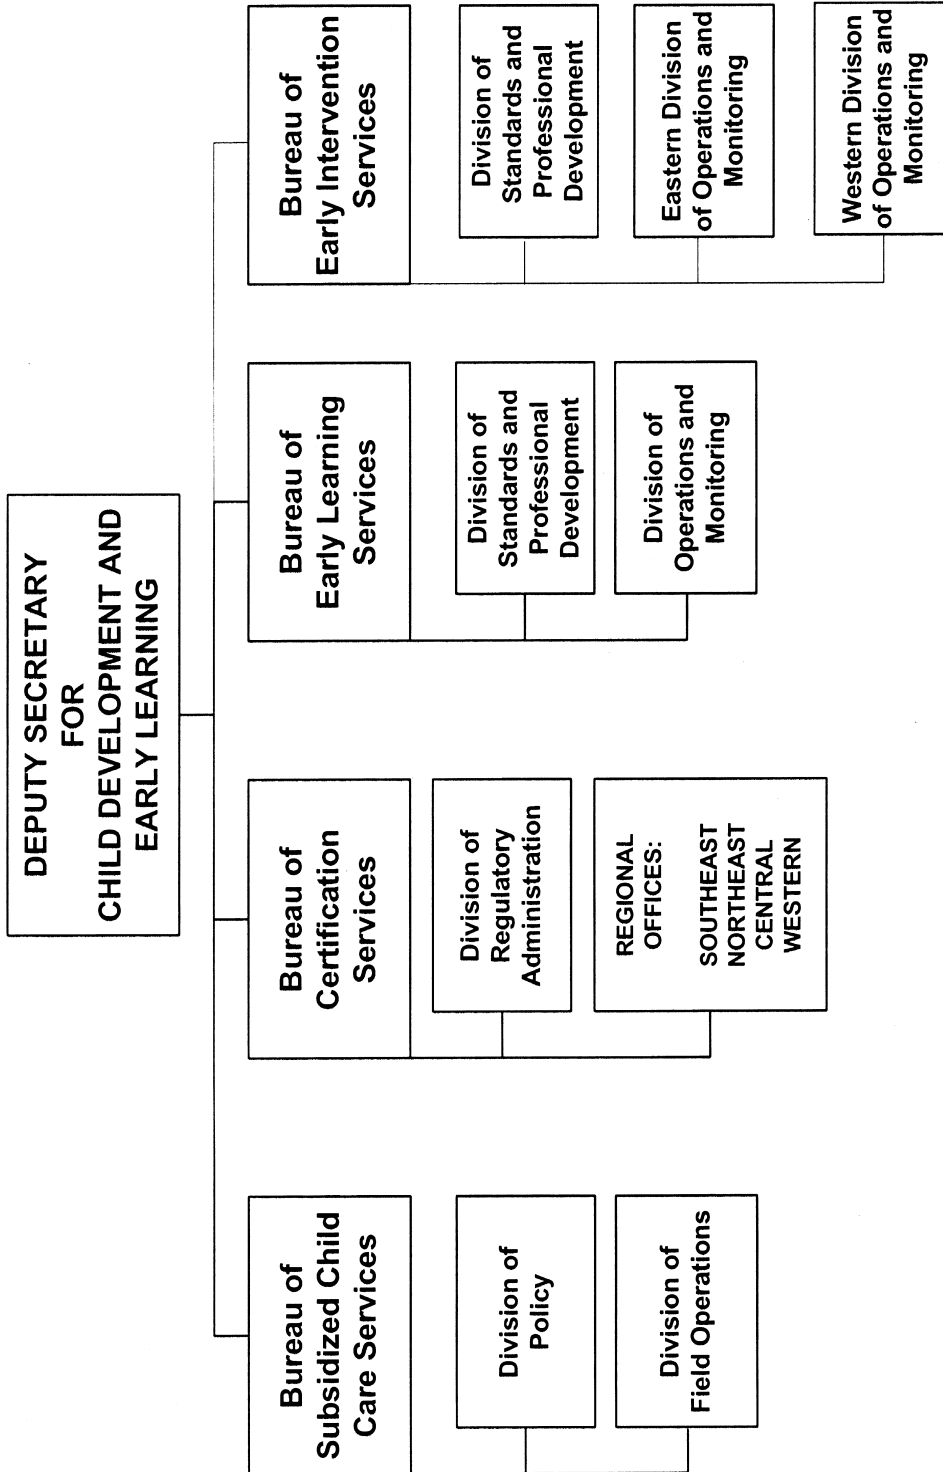 DEPUTY SECRETARY
FOR
CHILD DEVELOPMENT AND
EARLY LEARNING
Bureau of
Subsidized Child
Care Services
Division of
Policy
Division of
Field Operations
Bureau of
Certification
Services
Division of
Regulatory
Administration
REGIONAL
OFFICES:
SOUTHEAST
NORTHEAST
CENTRAL
WESTERN
Bureau of
Early Learning
Services
Division of
Standards and
Professional
Development
Division of
Operations and
Monitoring
Bureau of
Early Intervention
Services
Division of
Standards and
Professional
Development
Eastern Division
of Operations and
Monitoring
Western Division
of Operations and
Monitoring